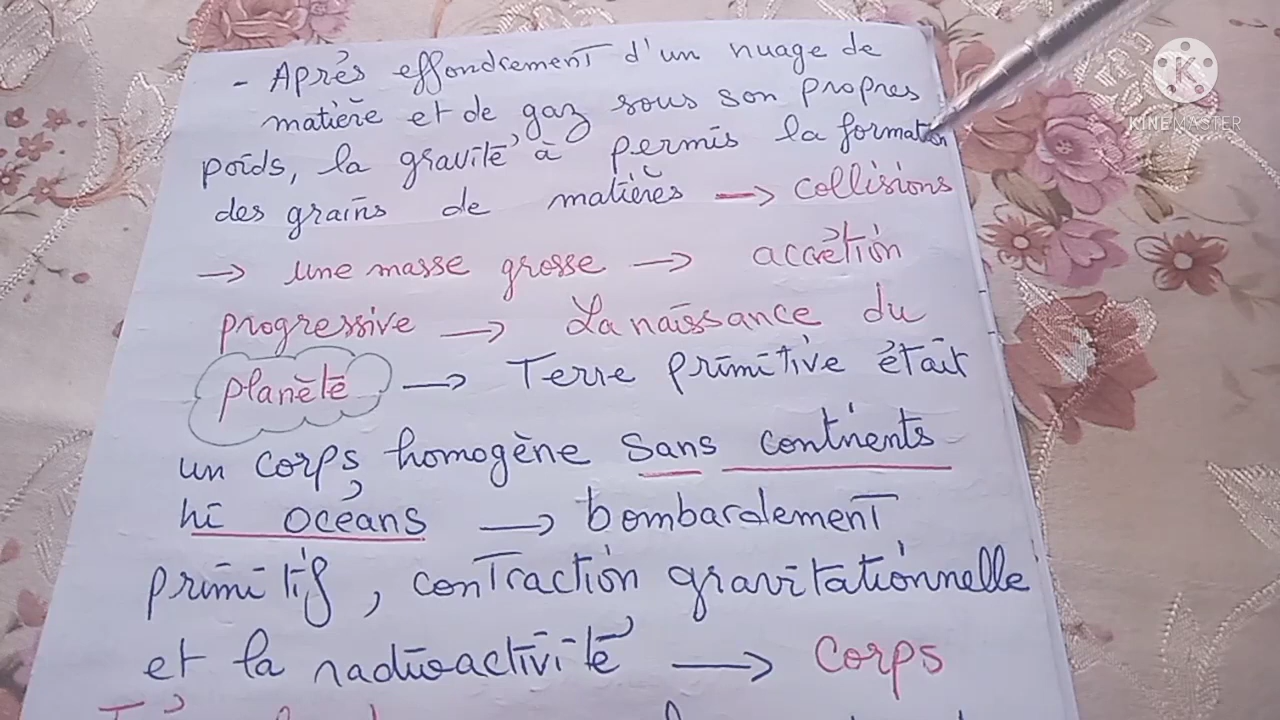 - Après effondrement d'un nuage de
matière et de gaz sous son propres
poids, la gravité à permis la formation
des grains de matières → collisions
→ une masse grosse → accrétion
progressive → La naissance du
planète → Terre primitive était
un corps homogène sans continents
ni océans → bombardement
primitif, contraction gravitationnelle
et la radioactivité → corps
KINEMASTER